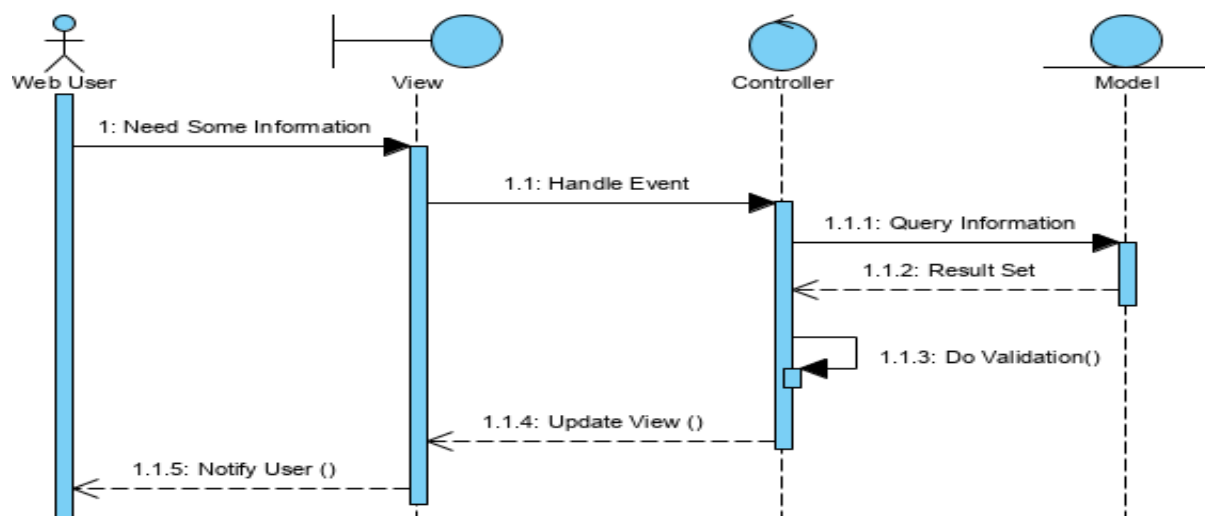 Web User
View
Controller
Model
1: Need Some Information
1.1: Handle Event
1.1.1: Query Information
1.1.2: Result Set
1.1.3: Do Validation()
1.1.4: Update View ()
1.1.5: Notify User ()